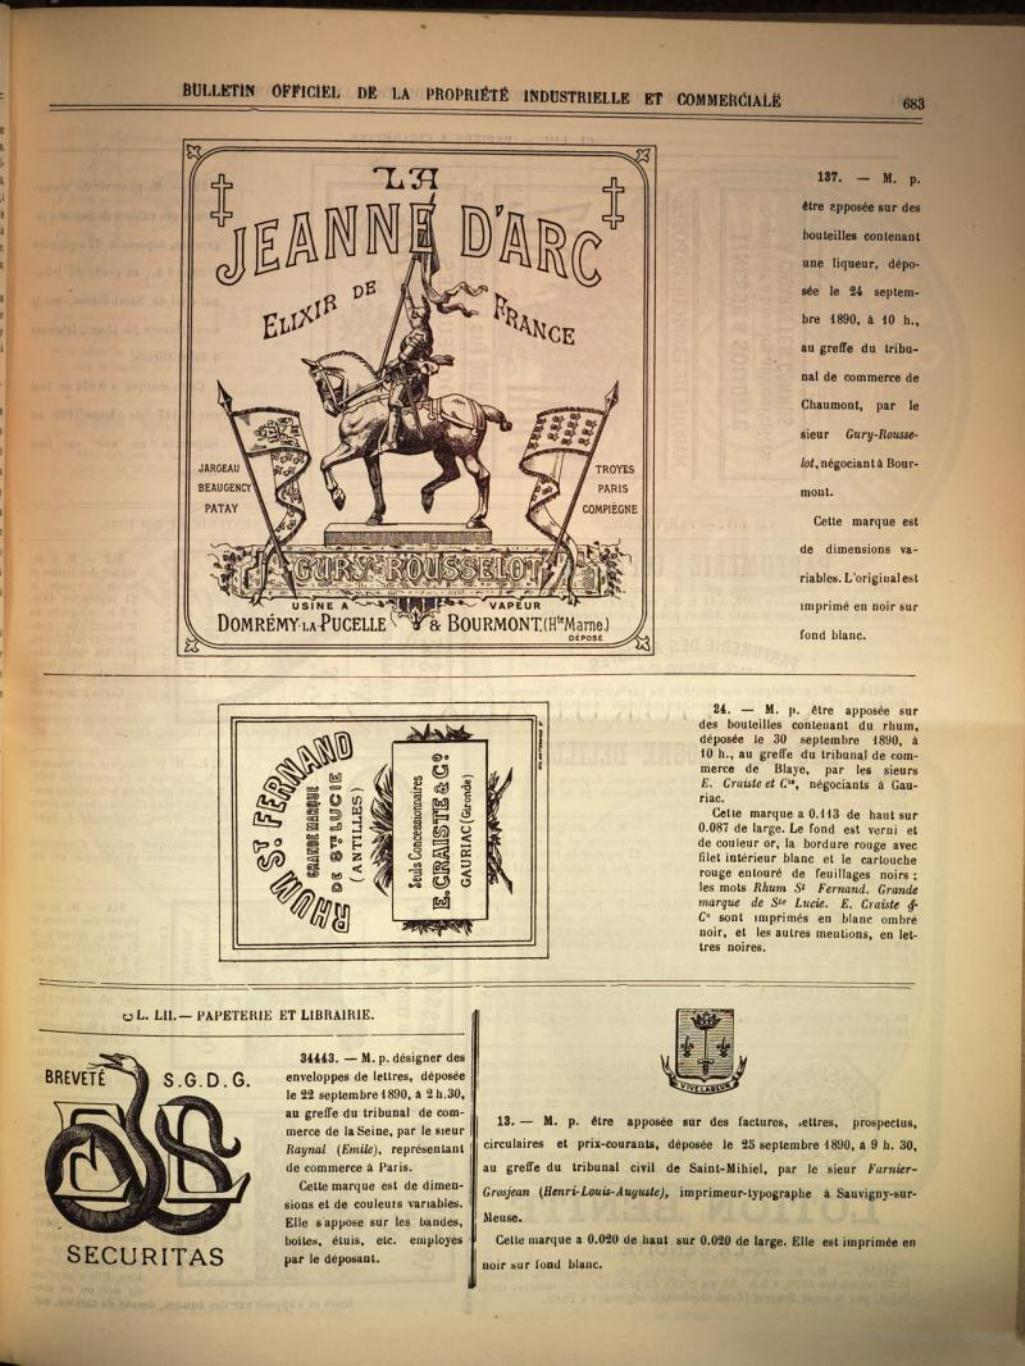 BULLETIN OFFICIEL DE LA PROPRIÉTÉ INDUSTRIELLE ET COMMERCIALE
683
LA
JEANNE D'ARC
ELIXIR DE FRANCE
JARGEAU
BEAUGENCY
PATAY
TROYES
PARIS
COMPIÈGNE
GURY-ROUSSELOT
USINE A VAPEUR
DOMRÉMY-LA-PUCELLE & BOURMONT, (Hte Marne)
DÉPOSÉ
137. — M. p.
être apposée sur des
bouteilles contenant
une liqueur, dépo-
sée le 24 septem-
bre 1890, à 10 h.,
au greffe du tribu-
nal de commerce de
Chaumont, par le
sieur Gury-Rousse-
lot, négociant à Bour-
mont.
Cette marque est
de dimensions va-
riables. L'original est
imprimé en noir sur
fond blanc.
RHUM St. FERNAND
GRANDE MARQUE
DE Ste LUCIE
(ANTILLES)
Seuls Concessionnaires
E. CRAISTE & Co.
GAURIAC (Gironde)
24. — M. p. être apposée sur
des bouteilles contenant du rhum,
déposée le 30 septembre 1890, à
10 h., au greffe du tribunal de com-
merce de Blaye, par les sieurs
E. Craiste et Cie, négociants à Gau-
riac.
Cette marque a 0.113 de haut sur
0.087 de large. Le fond est verni et
de couleur or, la bordure rouge avec
filet intérieur blanc et le cartouche
rouge entouré de feuillages noirs ;
les mots Rhum St Fernand. Grande
marque de Ste Lucie. E. Craiste &
Co sont imprimés en blanc ombré
noir, et les autres mentions, en let-
tres noires.
CL. LII. — PAPETERIE ET LIBRAIRIE.
BREVETÉ S.G.D.G.
SECURITAS
34443. — M. p. désigner des
enveloppes de lettres, déposée
le 22 septembre 1890, à 2 h. 30,
au greffe du tribunal de com-
merce de la Seine, par le sieur
Raynal (Emile), représentant
de commerce à Paris.
Cette marque est de dimen-
sions et de couleurs variables.
Elle s'appose sur les bandes,
boites, étuis, etc. employés
par le déposant.
VIVE LABEUR
13. — M. p. être apposée sur des factures, lettres, prospectus,
circulaires et prix-courants, déposée le 25 septembre 1890, à 9 h. 30,
au greffe du tribunal civil de Saint-Mihiel, par le sieur Farnier-
Grosjean (Henri-Louis-Auguste), imprimeur-typographe à Sauvigny-sur-
Meuse.
Cette marque a 0.020 de haut sur 0.020 de large. Elle est imprimée en
noir sur fond blanc.